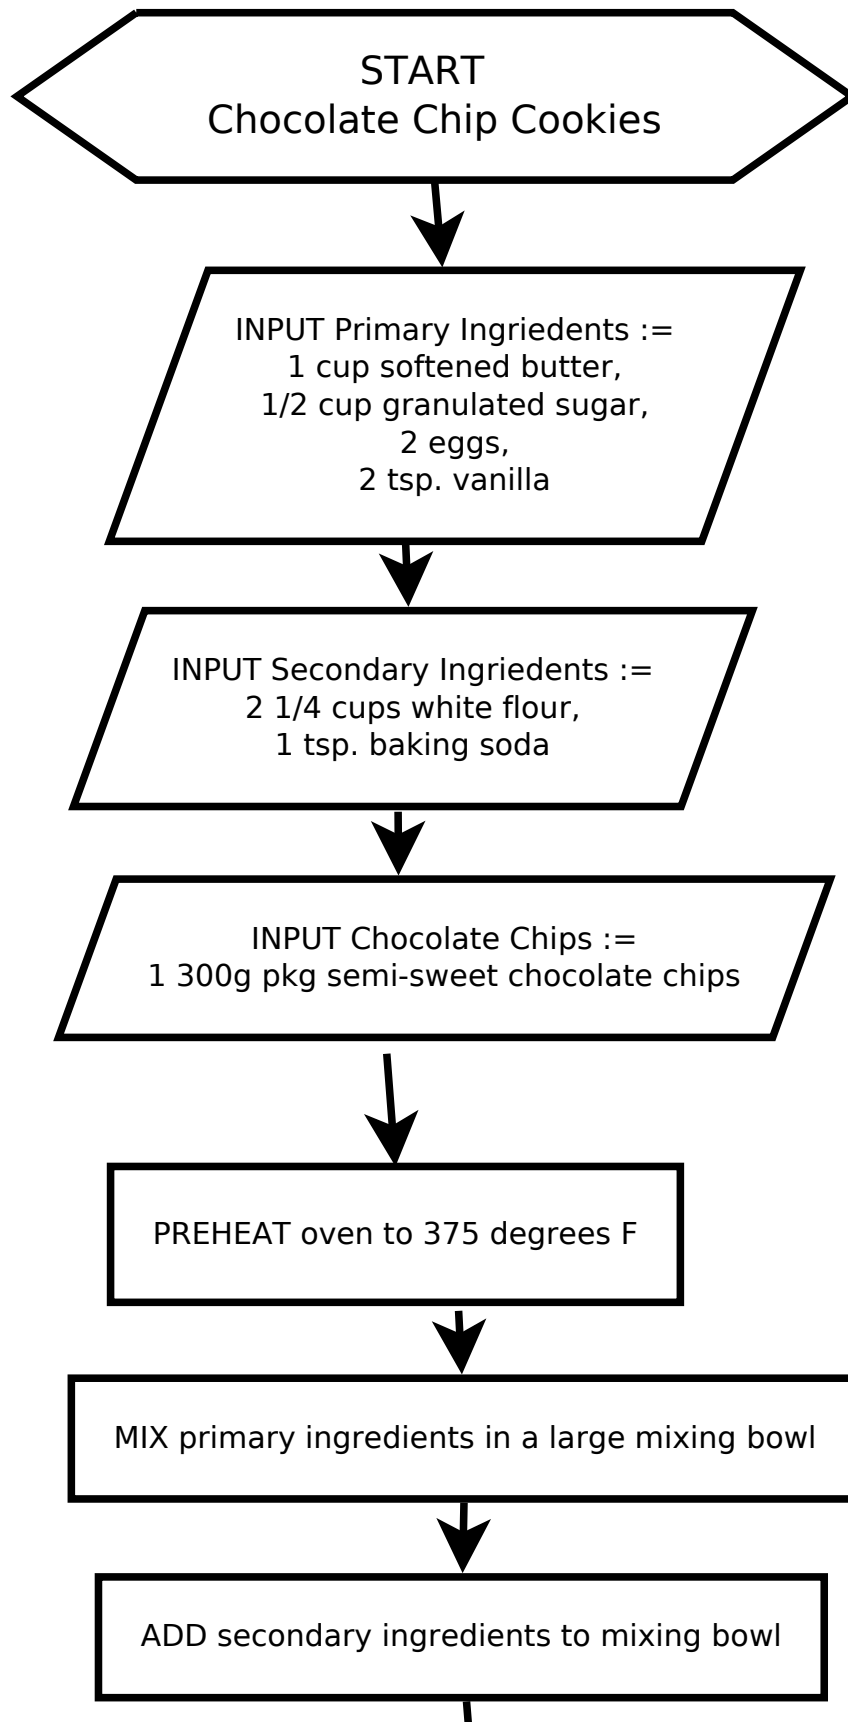 START
Chocolate Chip Cookies
INPUT Primary Ingriedents :=
1 cup softened butter,
1/2 cup granulated sugar,
2 eggs,
2 tsp. vanilla
INPUT Secondary Ingriedents :=
2 1/4 cups white flour,
1 tsp. baking soda
INPUT Chocolate Chips :=
1 300g pkg semi-sweet chocolate chips
PREHEAT oven to 375 degrees F
MIX primary ingredients in a large mixing bowl
ADD secondary ingredients to mixing bowl